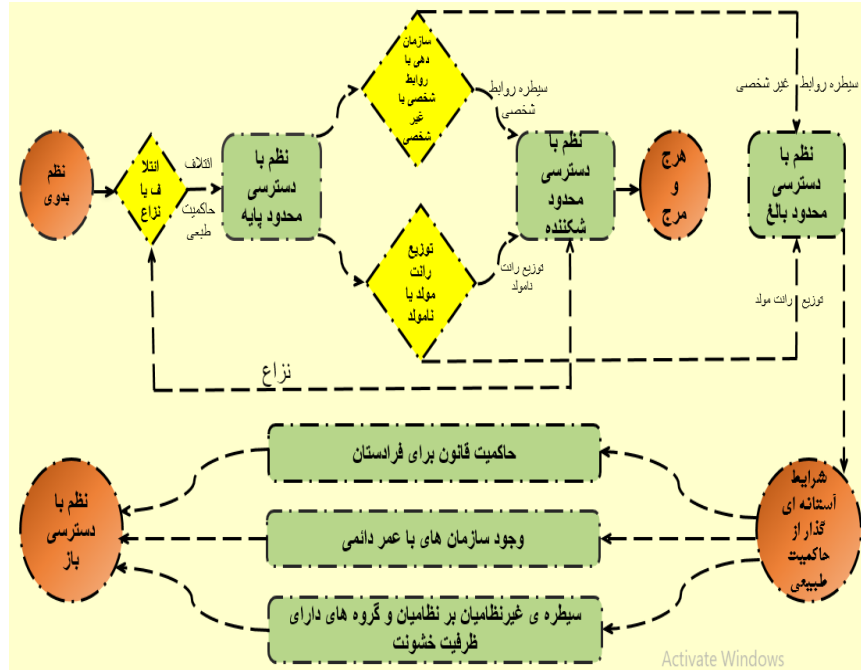 نظم
بدوی
ائتلا
ف یا
نزاع
ائتلاف
حاکمیت
طبعی
نظم با
دسترسی
محدود پایه
سازمان
دهی با
روابط
شخصی یا
غیر
شخصی
سیطره روابط
شخصی
توزیع
رانت
مولد یا
نامولد
توزیع رانت
نامولد
نظم با
دسترسی
محدود
شکننده
هرج
و
مرج
سیطره روابط غیر شخصی
نظم با
دسترسی
محدود بالغ
توزیع رانت مولد
نزاع
شرایط
آستانه ای
گذار از
حاکمیت
طبیعی
حاکمیت قانون برای فرادستان
وجود سازمان های با عمر دائمی
سیطره ی غیرنظامیان بر نظامیان و گروه های دارای
ظرفیت خشونت
نظم با
دسترسی
باز
Activate Windows